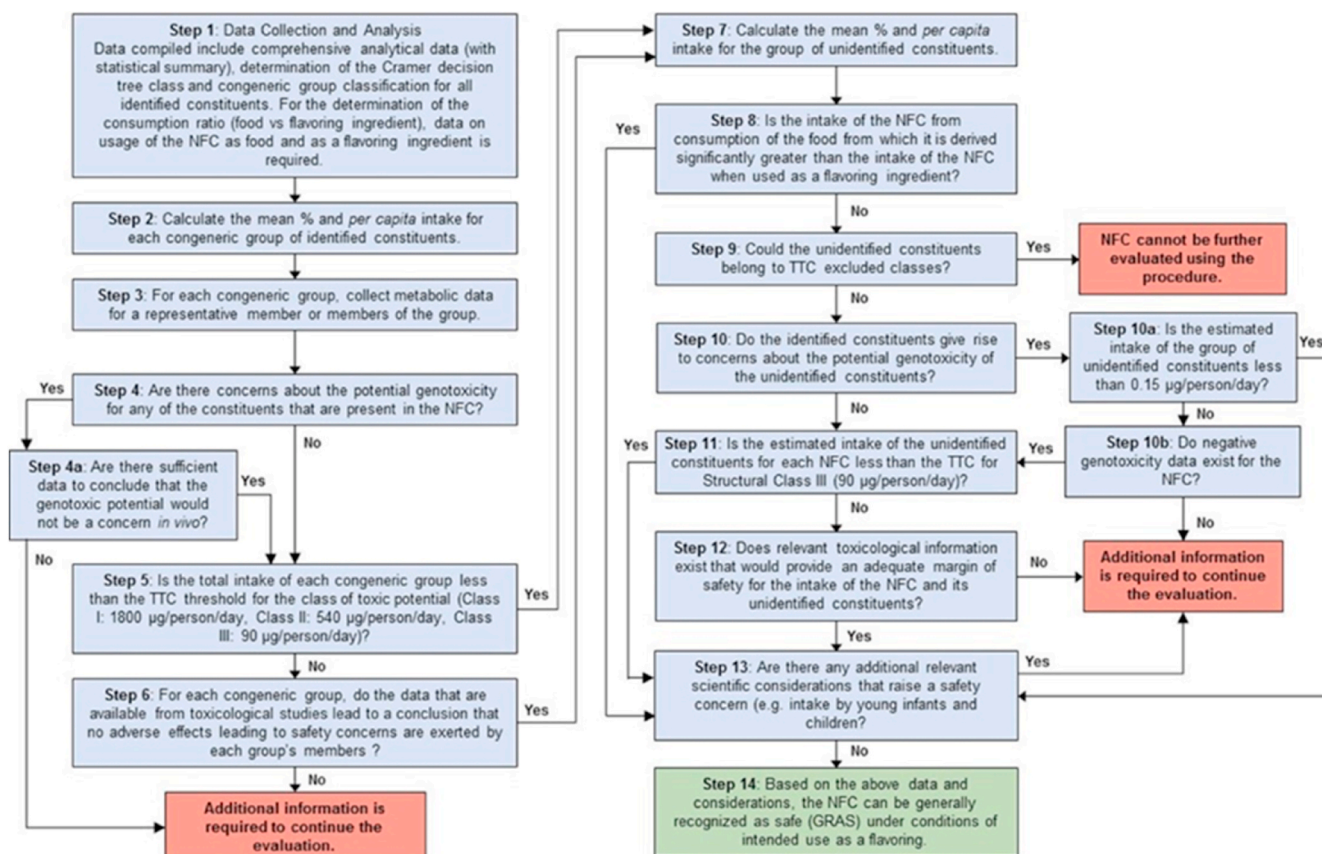 Step 1: Data Collection and Analysis
Data compiled include comprehensive analytical data (with
statistical summary), determination of the Cramer decision
tree class and congeneric group classification for all
identified constituents. For the determination of the
consumption ratio (food vs flavoring ingredient), data on
usage of the NFC as food and as a flavoring ingredient is
required.
Step 2: Calculate the mean % and per capita intake for
each congeneric group of identified constituents.
Step 3: For each congeneric group, collect metabolic data
for a representative member or members of the group.
Yes
Step 4: Are there concerns about the potential genotoxicity
for any of the constituents that are present in the NFC?
No
Step 4a: Are there sufficient
data to conclude that the
genotoxic potential would
not be a concern in vivo?
Yes
No
Step 5: Is the total intake of each congeneric group less
than the TTC threshold for the class of toxic potential (Class
I: 1800 µg/person/day, Class II: 540 µg/person/day, Class
III: 90 µg/person/day)?
Yes
No
Step 6: For each congeneric group, do the data that are
available from toxicological studies lead to a conclusion that
no adverse effects leading to safety concerns are exerted by
each group's members ?
Yes
No
Additional information is
required to continue the
evaluation.
Step 7: Calculate the mean % and per capita
intake for the group of unidentified constituents.
Yes
Step 8: Is the intake of the NFC from
consumption of the food from which it is derived
significantly greater than the intake of the NFC
when used as a flavoring ingredient?
No
Step 9: Could the unidentified constituents
belong to TTC excluded classes?
Yes
NFC cannot be further
evaluated using the
procedure.
No
Step 10: Do the identified constituents give rise
to concerns about the potential genotoxicity of
the unidentified constituents?
Yes
Step 10a: Is the estimated
intake of the group of
unidentified constituents less
than 0.15 µg/person/day?
Yes
No
No
Step 10b: Do negative
genotoxicity data exist for the
NFC?
Yes
No
Yes
Step 11: Is the estimated intake of the unidentified
constituents for each NFC less than the TTC for
Structural Class III (90 µg/person/day)?
No
Step 12: Does relevant toxicological information
exist that would provide an adequate margin of
safety for the intake of the NFC and its
unidentified constituents?
No
Additional information
is required to continue
the evaluation.
Yes
Step 13: Are there any additional relevant
scientific considerations that raise a safety
concern (e.g. intake by young infants and
children?
Yes
No
Step 14: Based on the above data and
considerations, the NFC can be generally
recognized as safe (GRAS) under conditions of
intended use as a flavoring.